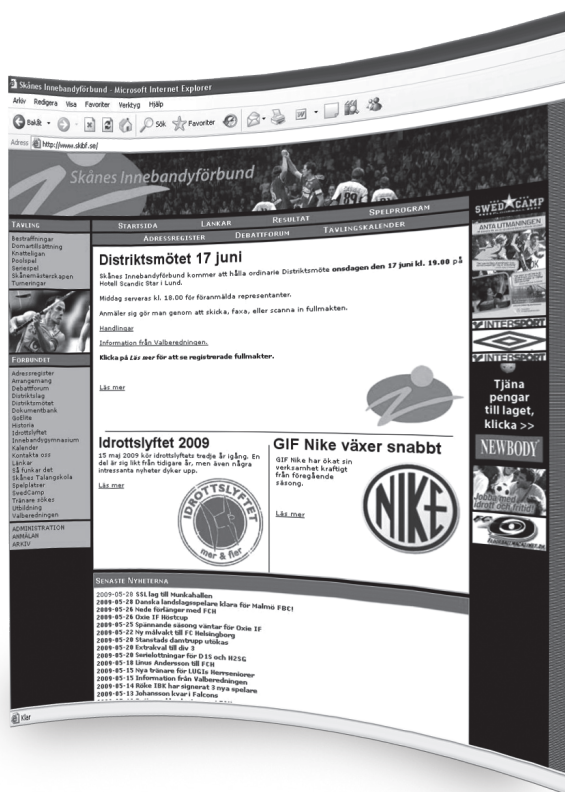 Skånes Innebandyförbund - Microsoft Internet Explorer
Arkiv Redigera Visa Favoriter Verktyg Hjälp
Bakåt Sök Favoriter
Adress http://www.skibf.se/
Skånes Innebandyförbund
TÄVLING
Bestraffningar
Domartillsättning
Knatteligan
Poolspel
Seriespel
Skånemästerskapen
Turneringar
FÖRBUNDET
Adressregister
Arrangemang
Debattforum
Distriktslag
Distriktsmötet
Dokumentbank
GoElite
Historia
Idrottslyftet
Innebandygymnasium
Kalender
Kontakta oss
Länkar
Så funkar det
Skånes Talangskola
Spelplatser
SwedCamp
Tränare sökes
Utbildning
Valberedningen
ADMINISTRATION
ANMÄLAN
ARKIV
STARTSIDA LÄNKAR RESULTAT SPELPROGRAM
ADRESSREGISTER DEBATTFORUM TÄVLINGSKALENDER
Distriktsmötet 17 juni
Skånes Innebandyförbund kommer att hålla ordinarie Distriktsmöte onsdagen den 17 juni kl. 19.00 på
Hotell Scandic Star i Lund.
Middag serveras kl. 18.00 för föranmälda representanter.
Anmäler sig gör man genom att skicka, faxa, eller scanna in fullmakten.
Handlingar
Information från Valberedningen.
Klicka på Läs mer för att se registrerade fullmakter.
Läs mer
Idrottslyftet 2009
15 maj 2009 kör idrottslyftets tredje år igång. En
del är sig likt från tidigare år, men även några
intressanta nyheter dyker upp.
Läs mer
IDROTTSLYFTET
mer & fler
GIF Nike växer snabbt
GIF Nike har ökat sin
verksamhet kraftigt
från föregående
säsong.
Läs mer
NIKE
SENASTE NYHETERNA
2009-05-28 SSL lag till Munkahallen
2009-05-28 Danska landslagsspelare klara för Malmö FBC!
2009-05-26 Nede förlänger med FCH
2009-05-26 Oxie IF Höstcup
2009-05-25 Spännande säsong väntar för Oxie IF
2009-05-22 Ny målvakt till FC Helsingborg
2009-05-20 Stanstads damtrupp utökas
2009-05-20 Extrakval till div 3
2009-05-20 Serielottningar för D15 och H2SG
2009-05-18 Linus Andersson till FCH
2009-05-15 Nya tränare för LUGIs Herrseniorer
2009-05-15 Information från Valberedningen
2009-05-14 Röke IBK har signerat 3 nya spelare
2009-05-13 Johansson kvar i Falcons
SWED CAMP
ANTA UTMANINGEN
INTERSPORT
INTERSPORT
Tjäna
pengar
till laget,
klicka >>
NEWBODY
Jobba med
idrott och fritid!
Klar